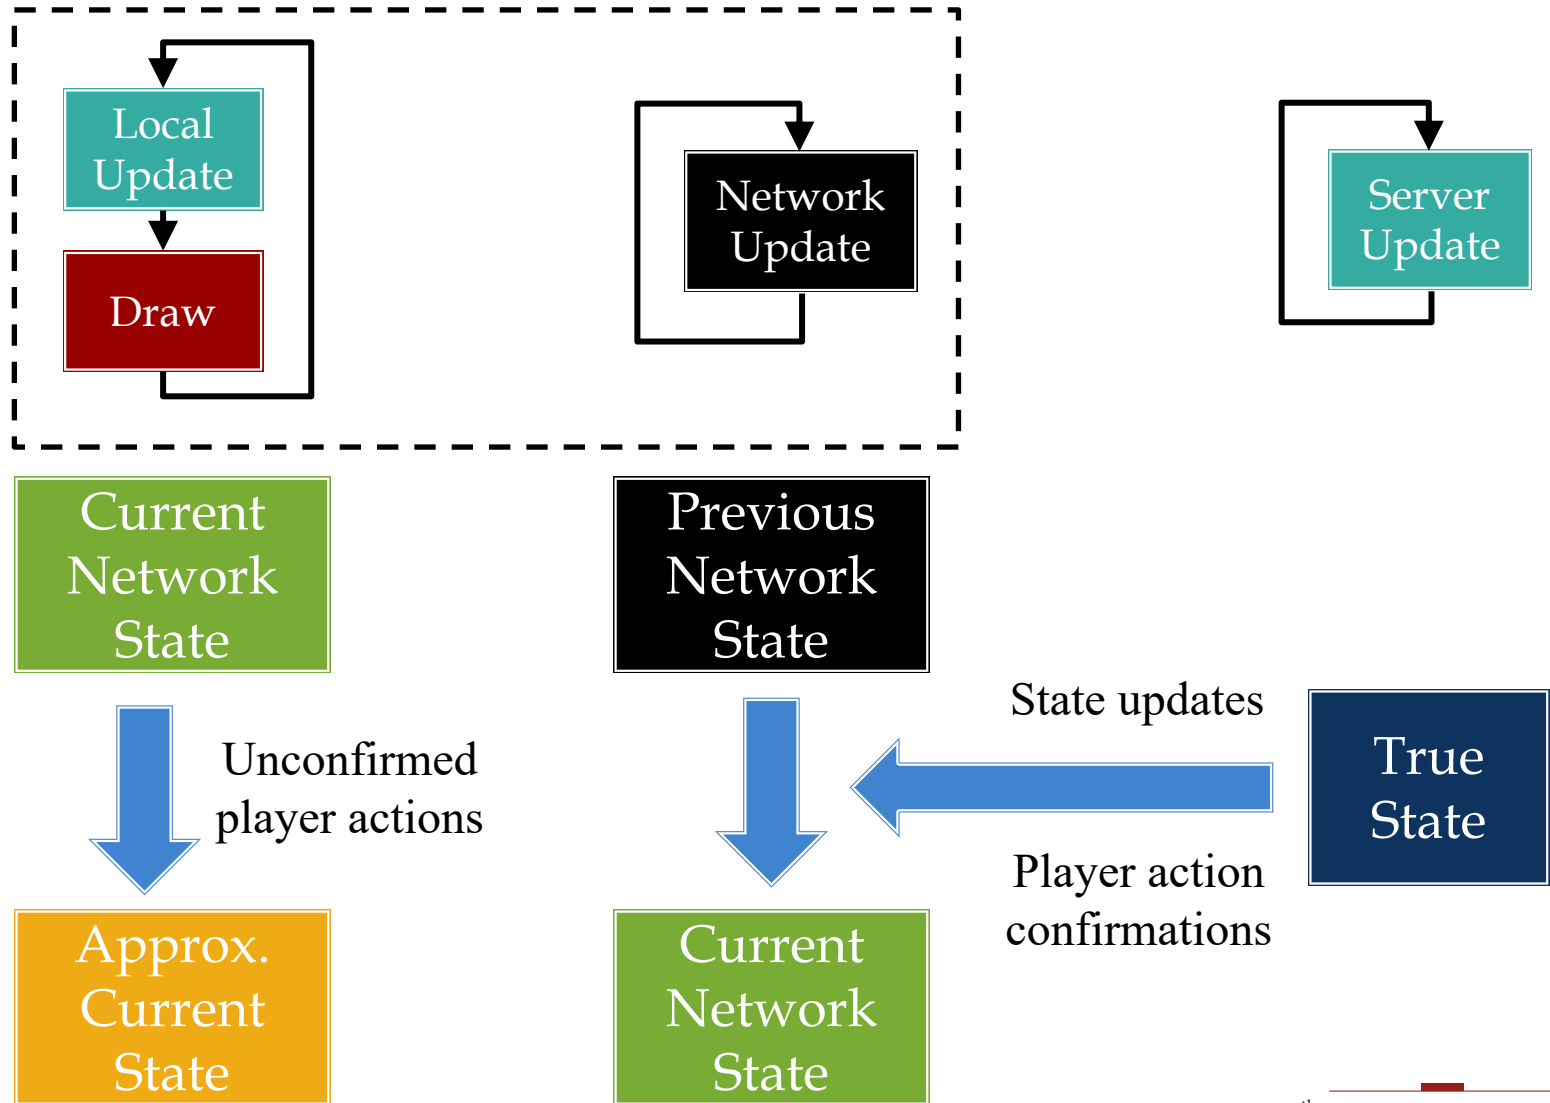 Local
Update
Draw
Network
Update
Server
Update
Current
Network
State
Previous
Network
State
Unconfirmed
player actions
State updates
Player action
confirmations
True
State
Approx.
Current
State
Current
Network
State